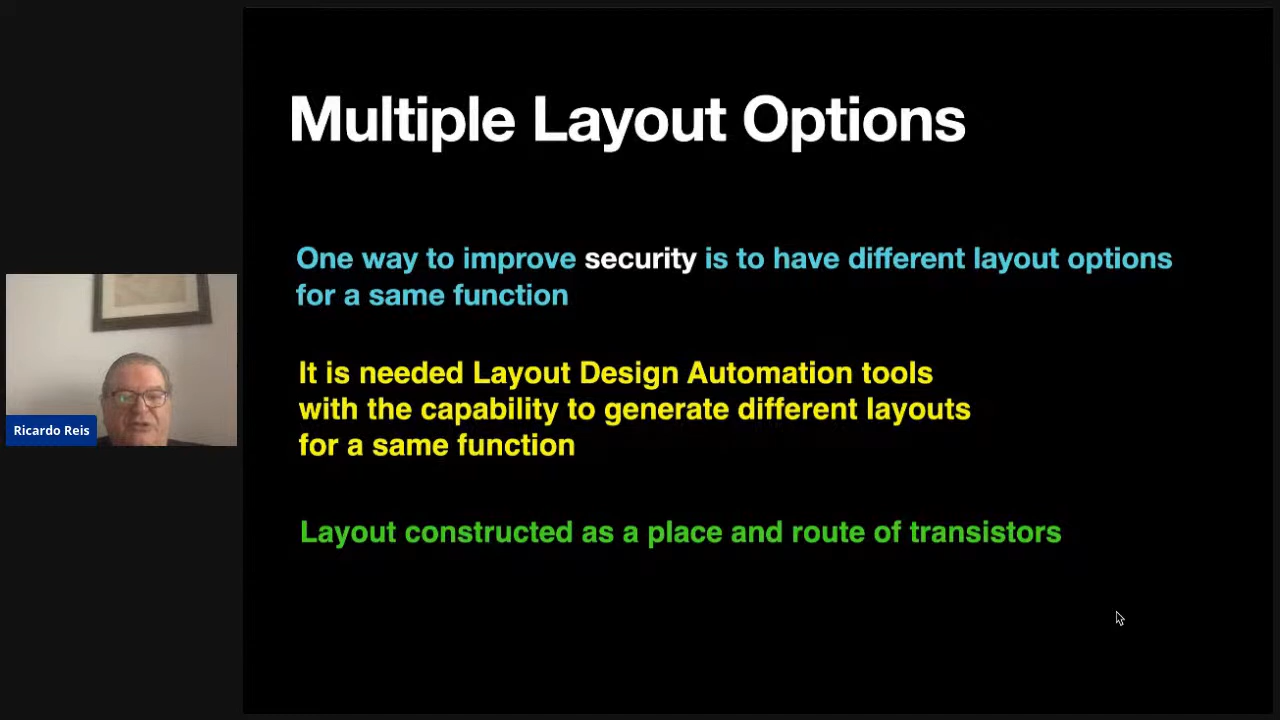 Multiple Layout Options
One way to improve security is to have different layout options
for a same function
It is needed Layout Design Automation tools
with the capability to generate different layouts
for a same function
Layout constructed as a place and route of transistors
Ricardo Reis